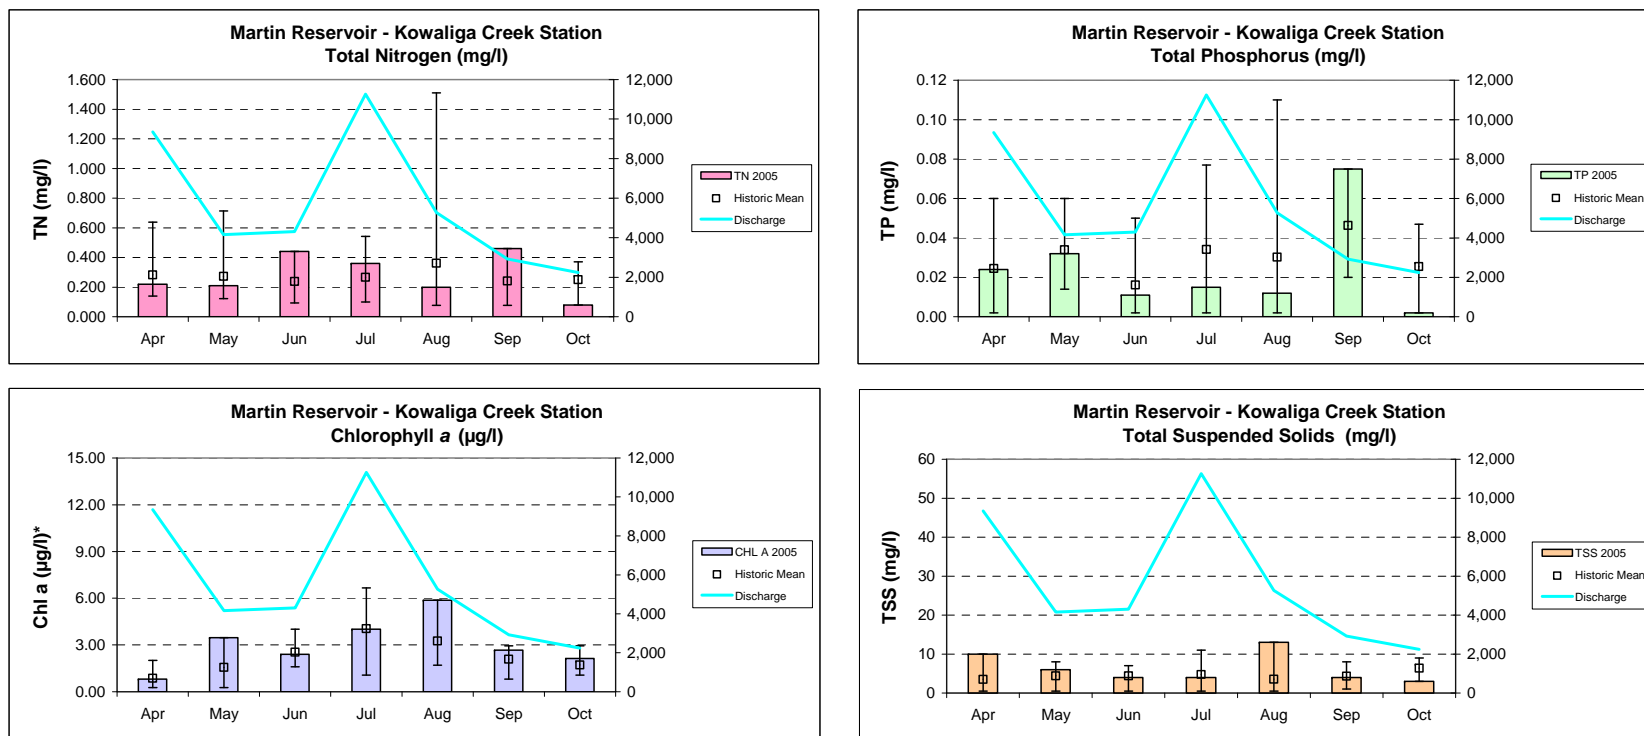 Martin Reservoir - Kowaliga Creek Station
Total Nitrogen (mg/l)
TN (mg/l)
1.600
1.400
1.200
1.000
0.800
0.600
0.400
0.200
0.000
12,000
10,000
8,000
6,000
4,000
2,000
0
Apr May Jun Jul Aug Sep Oct
TN 2005
Historic Mean
Discharge
Martin Reservoir - Kowaliga Creek Station
Total Phosphorus (mg/l)
TP (mg/l)
0.12
0.10
0.08
0.06
0.04
0.02
0.00
12,000
10,000
8,000
6,000
4,000
2,000
0
Apr May Jun Jul Aug Sep Oct
TP 2005
Historic Mean
Discharge
Martin Reservoir - Kowaliga Creek Station
Chlorophyll a (µg/l)
Chl a (µg/l)*
15.00
12.00
9.00
6.00
3.00
0.00
12,000
10,000
8,000
6,000
4,000
2,000
0
Apr May Jun Jul Aug Sep Oct
CHL A 2005
Historic Mean
Discharge
Martin Reservoir - Kowaliga Creek Station
Total Suspended Solids (mg/l)
TSS (mg/l)
60
50
40
30
20
10
0
12,000
10,000
8,000
6,000
4,000
2,000
0
Apr May Jun Jul Aug Sep Oct
TSS 2005
Historic Mean
Discharge